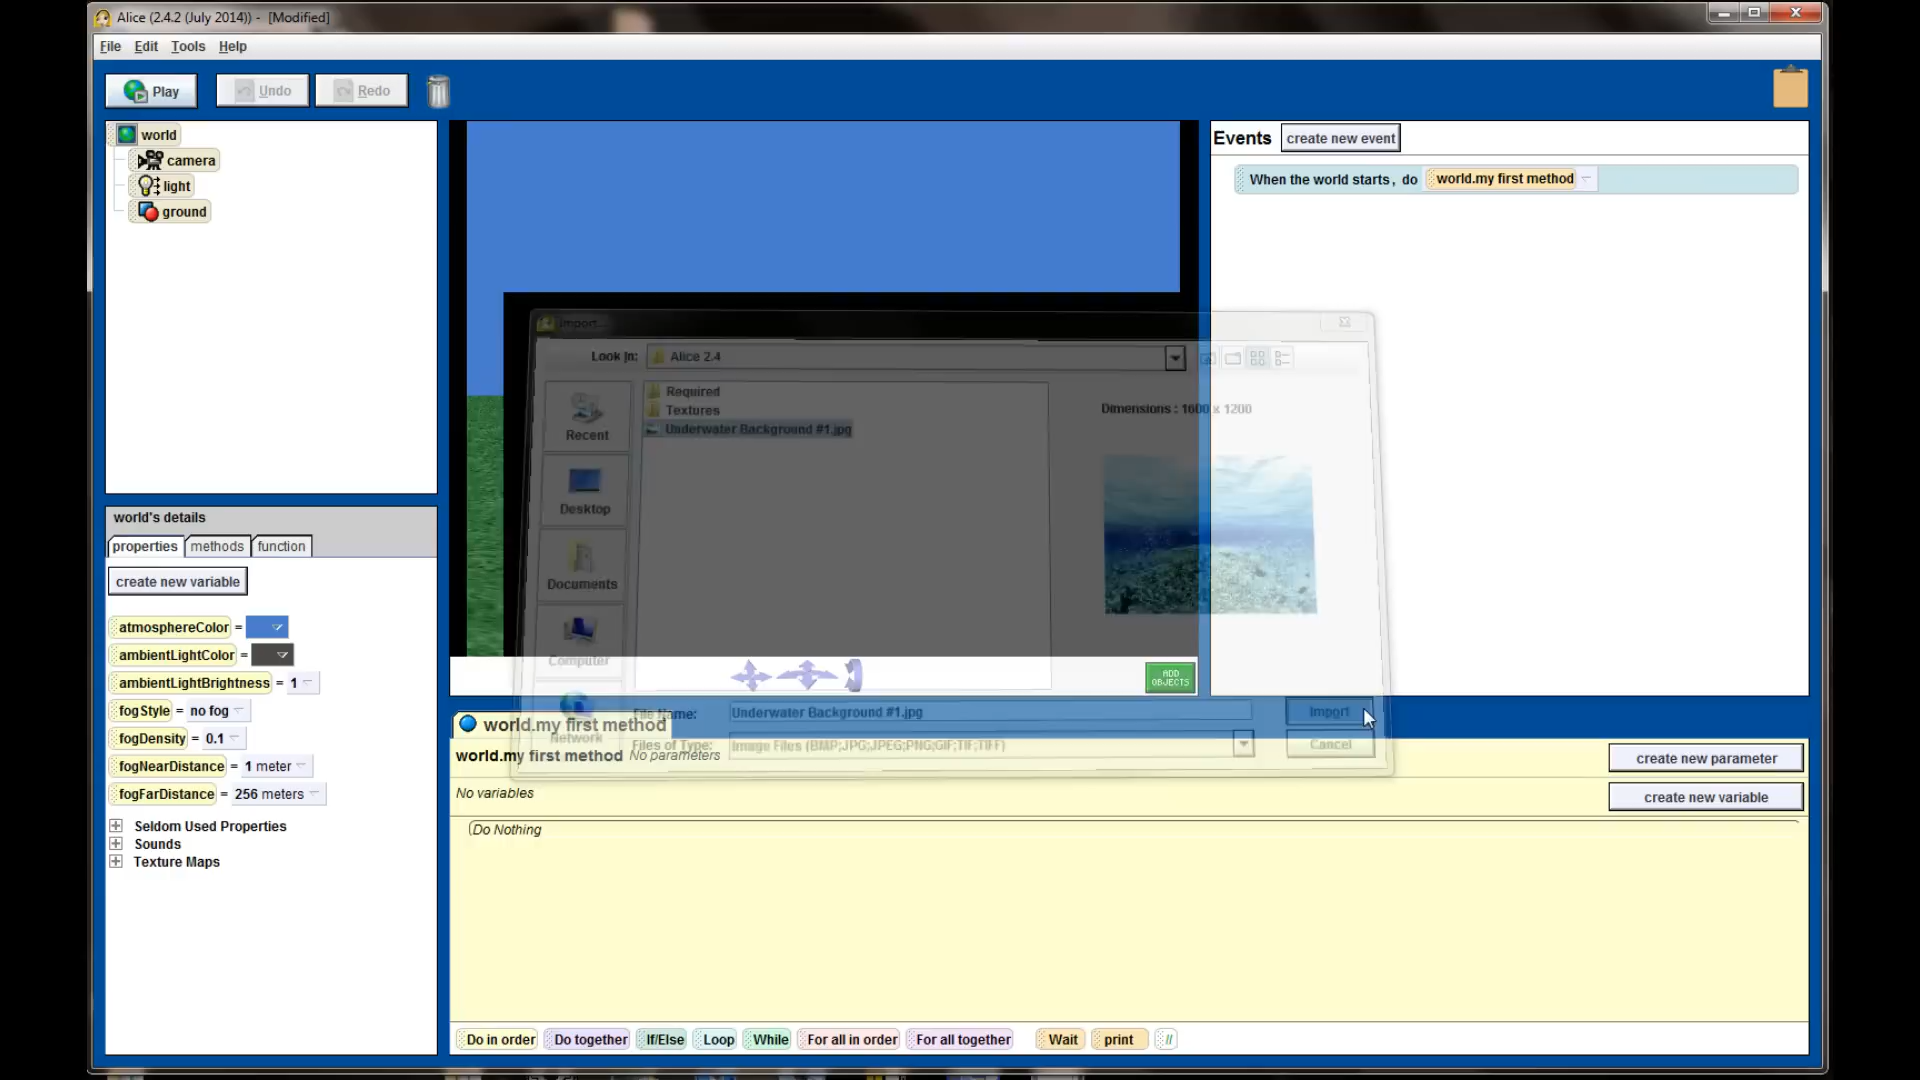 Alice (2.4.2 (July 2014)) - [Modified]
File Edit Tools Help
Play Undo Redo
world
camera
light
ground
Events create new event
When the world starts, do world.my first method
Import...
Look In: Alice 2.4
Required
Textures
Underwater Background #1.jpg
Dimensions : 1600 x 1200
Recent
Desktop
Documents
Computer
Network
ADD OBJECTS
File Name: Underwater Background #1.jpg Import
Files of Type: Image Files (BMP;JPG;JPEG;PNG;GIF;TIF;TIFF) Cancel
world's details
properties methods function
create new variable
atmosphereColor =
ambientLightColor =
ambientLightBrightness = 1
fogStyle = no fog
fogDensity = 0.1
fogNearDistance = 1 meter
fogFarDistance = 256 meters
Seldom Used Properties
Sounds
Texture Maps
world.my first method
world.my first method No parameters create new parameter
No variables create new variable
(Do Nothing
Do in order Do together If/Else Loop While For all in order For all together Wait print //